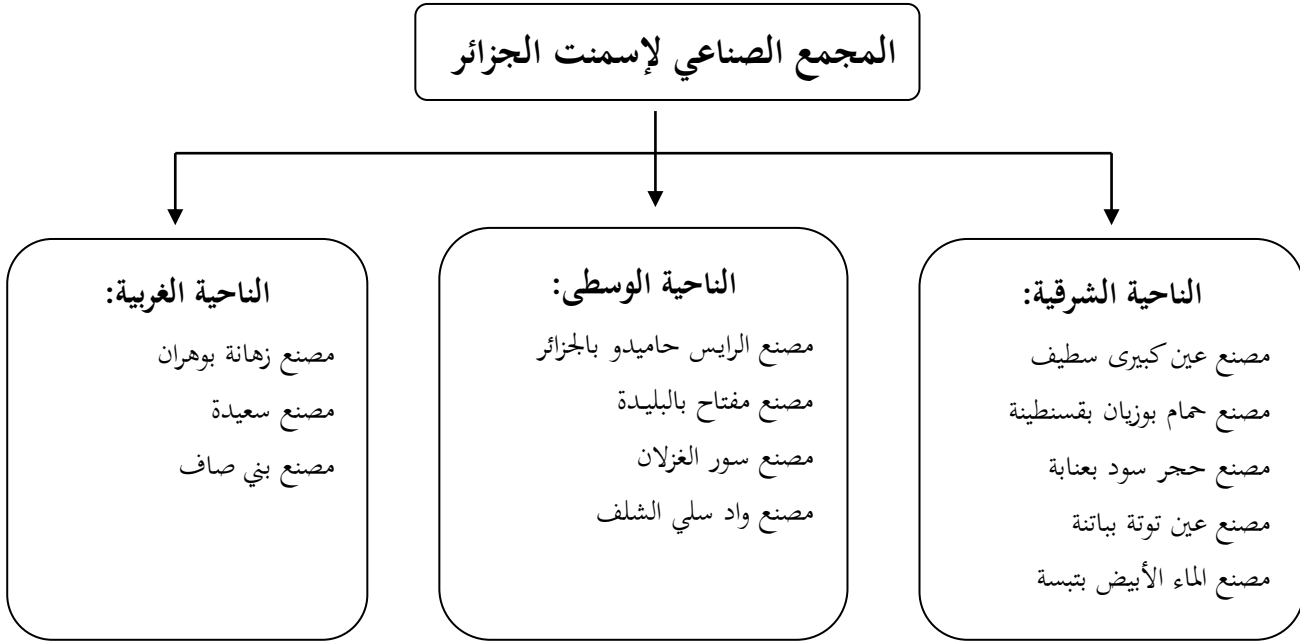 المجمع الصناعي لإسمنت الجزائر
الناحية الشرقية:
مصنع عين كبيرى سطيف
مصنع حمام بوزيان بقسنطينة
مصنع حجر سود بعنابة
مصنع عين توتة بباتنة
مصنع الماء الأبيض بتبسة
الناحية الوسطى:
مصنع الرايس حاميدو بالجزائر
مصنع مفتاح بالبليدة
مصنع سور الغزلان
مصنع واد سلي الشلف
الناحية الغربية:
مصنع زهانة بوهران
مصنع سعيدة
مصنع بني صاف